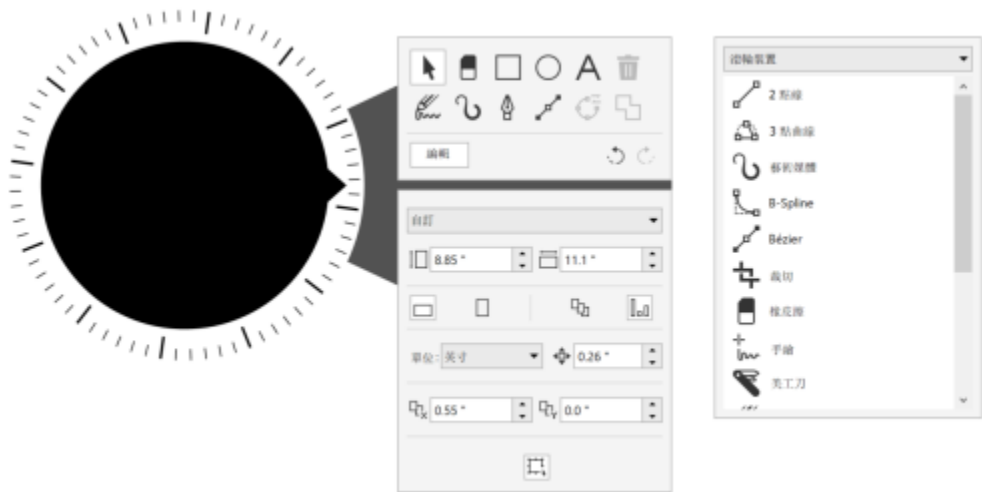 編輯
自訂
8.85 "
11.1 "
單位: 英寸
0.26 "
0.55 "
0.0 "
滑輪裝置
2 點線
3 點曲線
藝術媒體
B-Spline
Bézier
裁切
橡皮擦
手繪
美工刀